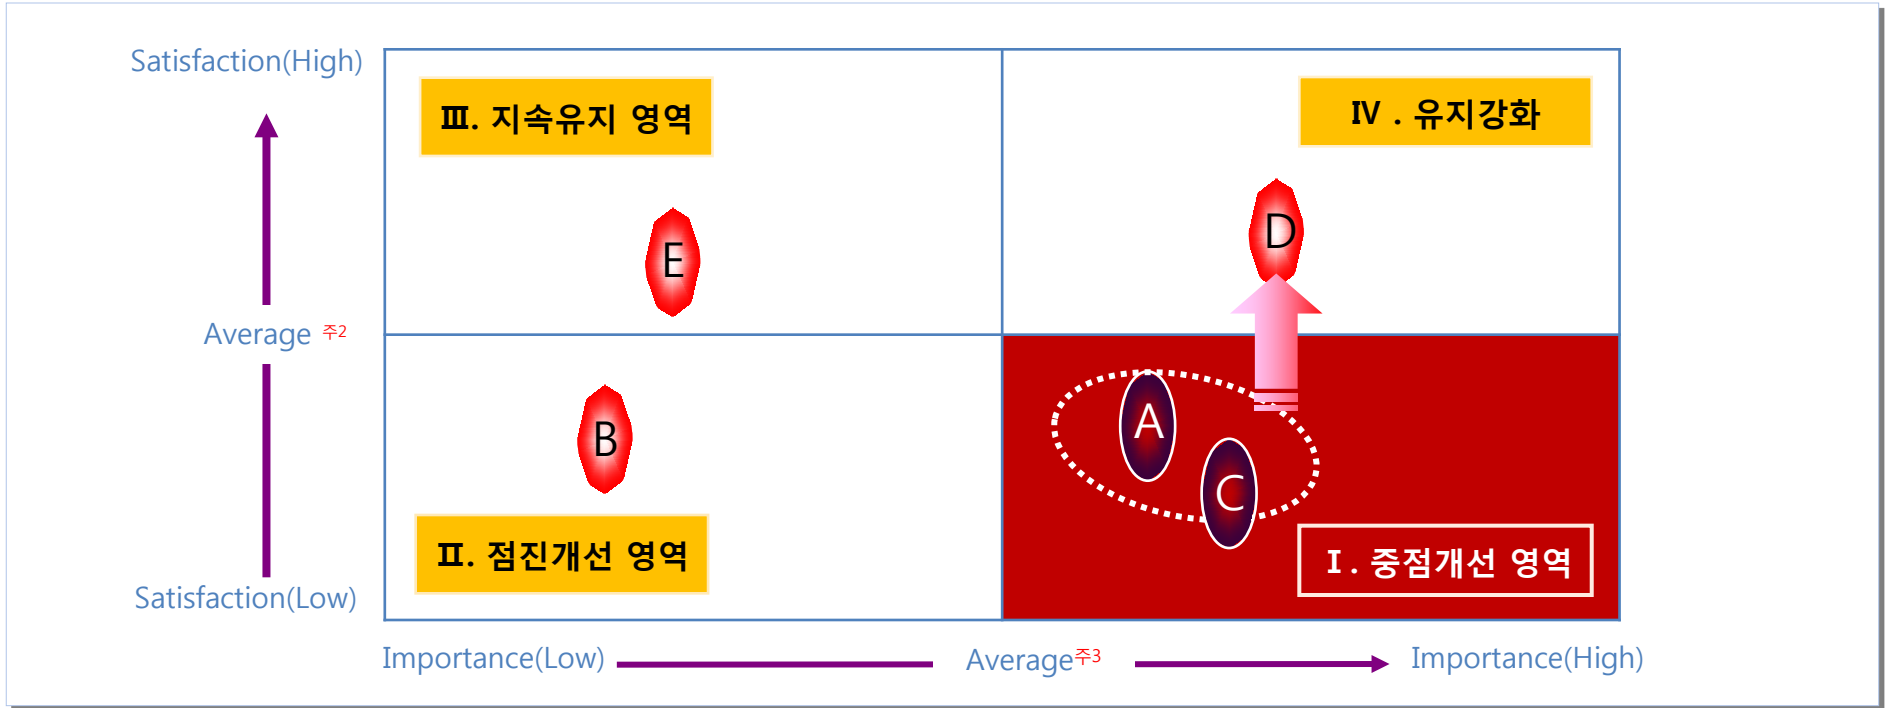 Satisfaction(High)
Ⅲ. 지속유지 영역
Ⅳ . 유지강화
D
E
Average 주2
A
B
C
Ⅱ. 점진개선 영역
Ⅰ. 중점개선 영역
Satisfaction(Low)
Importance(Low)
Average주3
Importance(High)